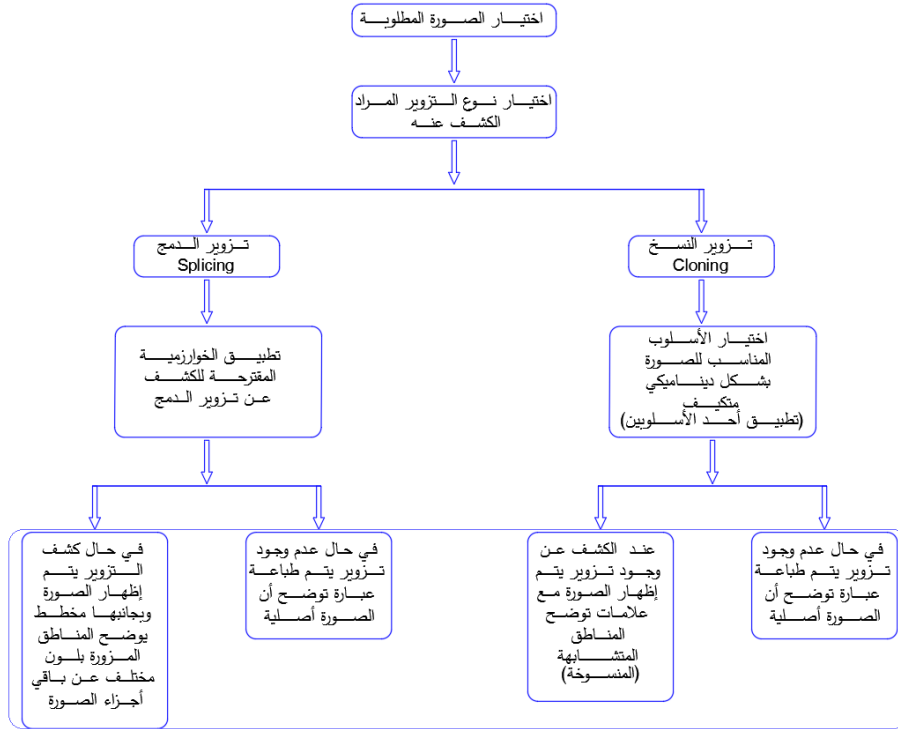 اختيار الصورة المطلوبة
اختيار نوع التزوير المراد
الكشف عنه
تزوير النسخ
Cloning
تزوير الدمج
Splicing
اختيار الأسلوب
المناسب للصورة
بشكل ديناميكي
متكيف
(تطبيق أحد الأسلوبين)
تطبيق الخوارزمية
المقترحة للكشف
عن تزوير الدمج
في حال عدم وجود
تزوير يتم طباعة
عبارة توضح أن
الصورة أصلية
عند الكشف عن
وجود تزوير يتم
إظهار الصورة مع
علامات توضح
المناطق
المتشابهة
(المنسوخة)
في حال عدم وجود
تزوير يتم طباعة
عبارة توضح أن
الصورة أصلية
في حال كشف
التزوير يتم
إظهار الصورة
وبجانبها مخطط
يوضح المناطق
المزورة بلون
مختلف عن باقي
أجزاء الصورة